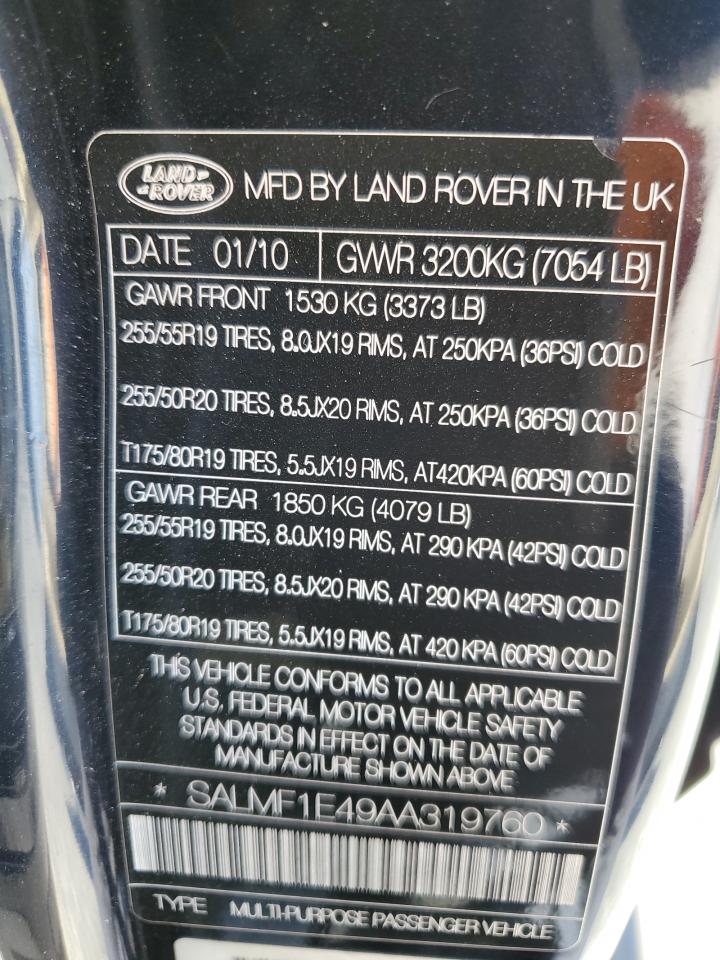 LAND ROVER
MFD BY LAND ROVER IN THE UK
DATE 01/10 GVWR 3200KG (7054 LB)
GAWR FRONT 1530 KG (3373 LB)
255/55R19 TIRES, 8.0JX19 RIMS, AT 250KPA (36PSI) COLD
255/50R20 TIRES, 8.5JX20 RIMS, AT 250KPA (36PSI) COLD
T175/80R19 TIRES, 5.5JX19 RIMS, AT420KPA (60PSI) COLD
GAWR REAR 1850 KG (4079 LB)
255/55R19 TIRES, 8.0JX19 RIMS, AT 290 KPA (42PSI) COLD
255/50R20 TIRES, 8.5JX20 RIMS, AT 290 KPA (42PSI) COLD
T175/80R19 TIRES, 5.5JX19 RIMS, AT 420 KPA (60PSI) COLD
THIS VEHICLE CONFORMS TO ALL APPLICABLE
U.S. FEDERAL MOTOR VEHICLE SAFETY
STANDARDS IN EFFECT ON THE DATE OF
MANUFACTURE SHOWN ABOVE.
* SALMF1E49AA319760 *
TYPE MULTI-PURPOSE PASSENGER VEHICLE